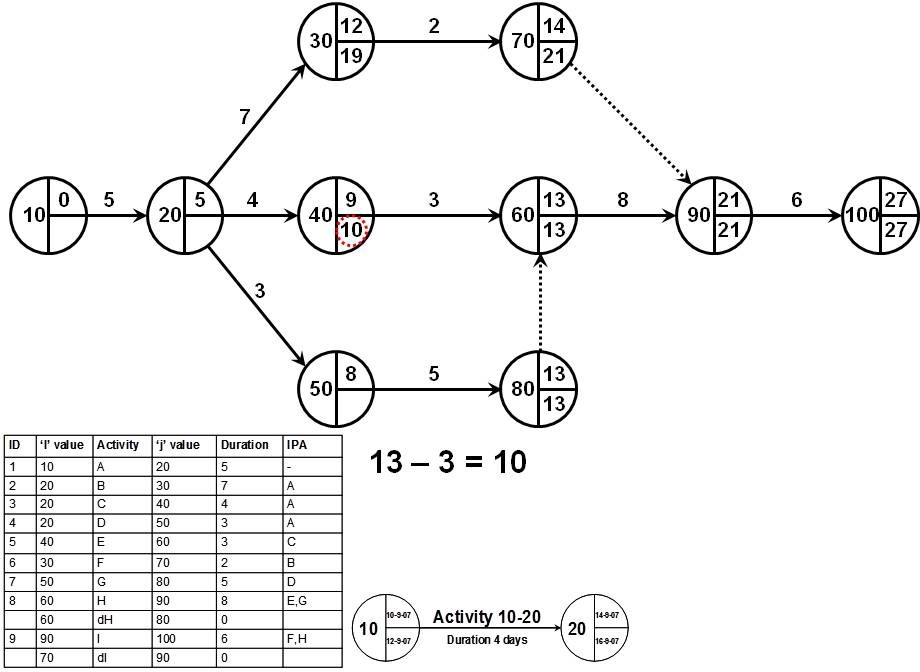 12
30
19
2
14
70
21
7
0
10
5
5
20
4
9
40
10
3
13
60
13
8
21
90
21
6
27
100
27
3
8
50
5
13
80
13
ID 'I' value Activity 'j' value Duration IPA
1 10 A 20 5 -
2 20 B 30 7 A
3 20 C 40 4 A
4 20 D 50 3 A
5 40 E 60 3 C
6 30 F 70 2 B
7 50 G 80 5 D
8 60 H 90 8 E,G
60 dH 80 0
9 90 I 100 6 F,H
70 dI 90 0
13 – 3 = 10
10
10-9-07
12-9-07
Activity 10-20
Duration 4 days
20
14-9-07
16-9-07